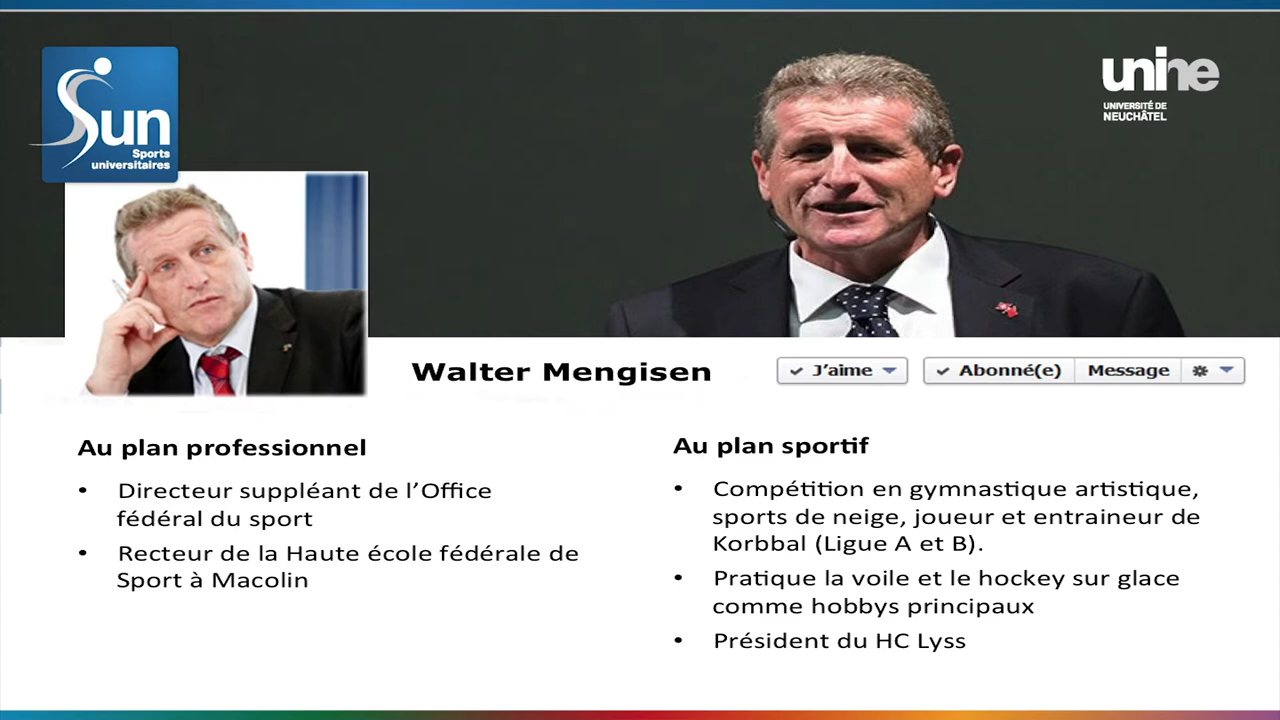 Sun
Sports
universitaires
unine
UNIVERSITÉ DE
NEUCHÂTEL
Walter Mengisen
J'aime
Abonné(e)
Message
Au plan professionnel
• Directeur suppléant de l'Office
fédéral du sport
• Recteur de la Haute école fédérale de
Sport à Macolin
Au plan sportif
• Compétition en gymnastique artistique,
sports de neige, joueur et entraineur de
Korbbal (Ligue A et B).
• Pratique la voile et le hockey sur glace
comme hobbys principaux
• Président du HC Lyss